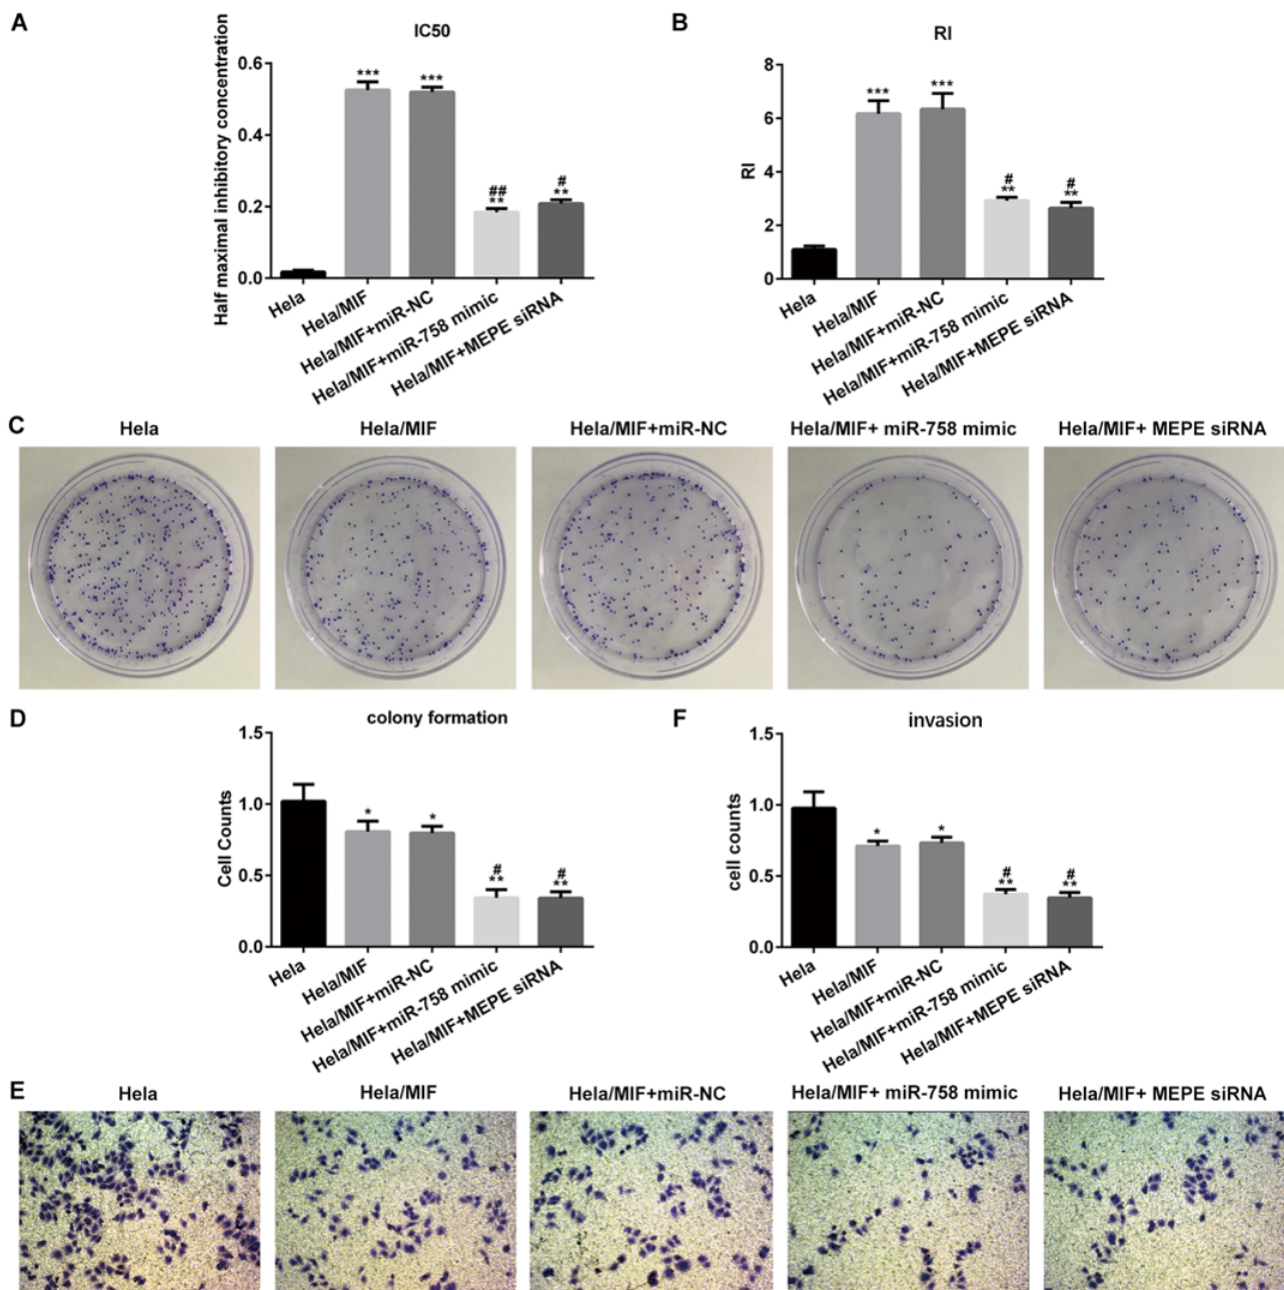 A
IC50
Half maximal inhibitory concentration
0.6
0.4
0.2
0.0
***
***
##
**
#
**
Hela
Hela/MIF
Hela/MIF+miR-NC
Hela/MIF+miR-758 mimic
Hela/MIF+MEPE siRNA
B
RI
RI
8
6
4
2
0
***
***
#
**
#
**
Hela
Hela/MIF
Hela/MIF+miR-NC
Hela/MIF+miR-758 mimic
Hela/MIF+MEPE siRNA
C
Hela
Hela/MIF
Hela/MIF+miR-NC
Hela/MIF+ miR-758 mimic
Hela/MIF+ MEPE siRNA
D
colony formation
Cell Counts
1.5
1.0
0.5
0.0
*
*
#
**
#
**
Hela
Hela/MIF
Hela/MIF+miR-NC
Hela/MIF+miR-758 mimic
Hela/MIF+MEPE siRNA
F
invasion
cell counts
1.5
1.0
0.5
0.0
*
*
#
**
#
**
Hela
Hela/MIF
Hela/MIF+miR-NC
Hela/MIF+miR-758 mimic
Hela/MIF+MEPE siRNA
E
Hela
Hela/MIF
Hela/MIF+miR-NC
Hela/MIF+ miR-758 mimic
Hela/MIF+ MEPE siRNA